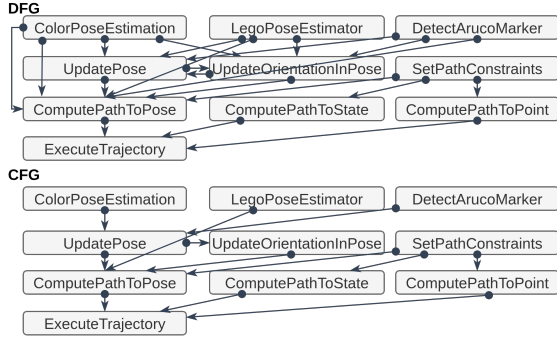 DFG
ColorPoseEstimation LegoPoseEstimator DetectArucoMarker
UpdatePose UpdateOrientationInPose SetPathConstraints
ComputePathToPose ComputePathToState ComputePathToPoint
ExecuteTrajectory
CFG
ColorPoseEstimation LegoPoseEstimator DetectArucoMarker
UpdatePose UpdateOrientationInPose SetPathConstraints
ComputePathToPose ComputePathToState ComputePathToPoint
ExecuteTrajectory